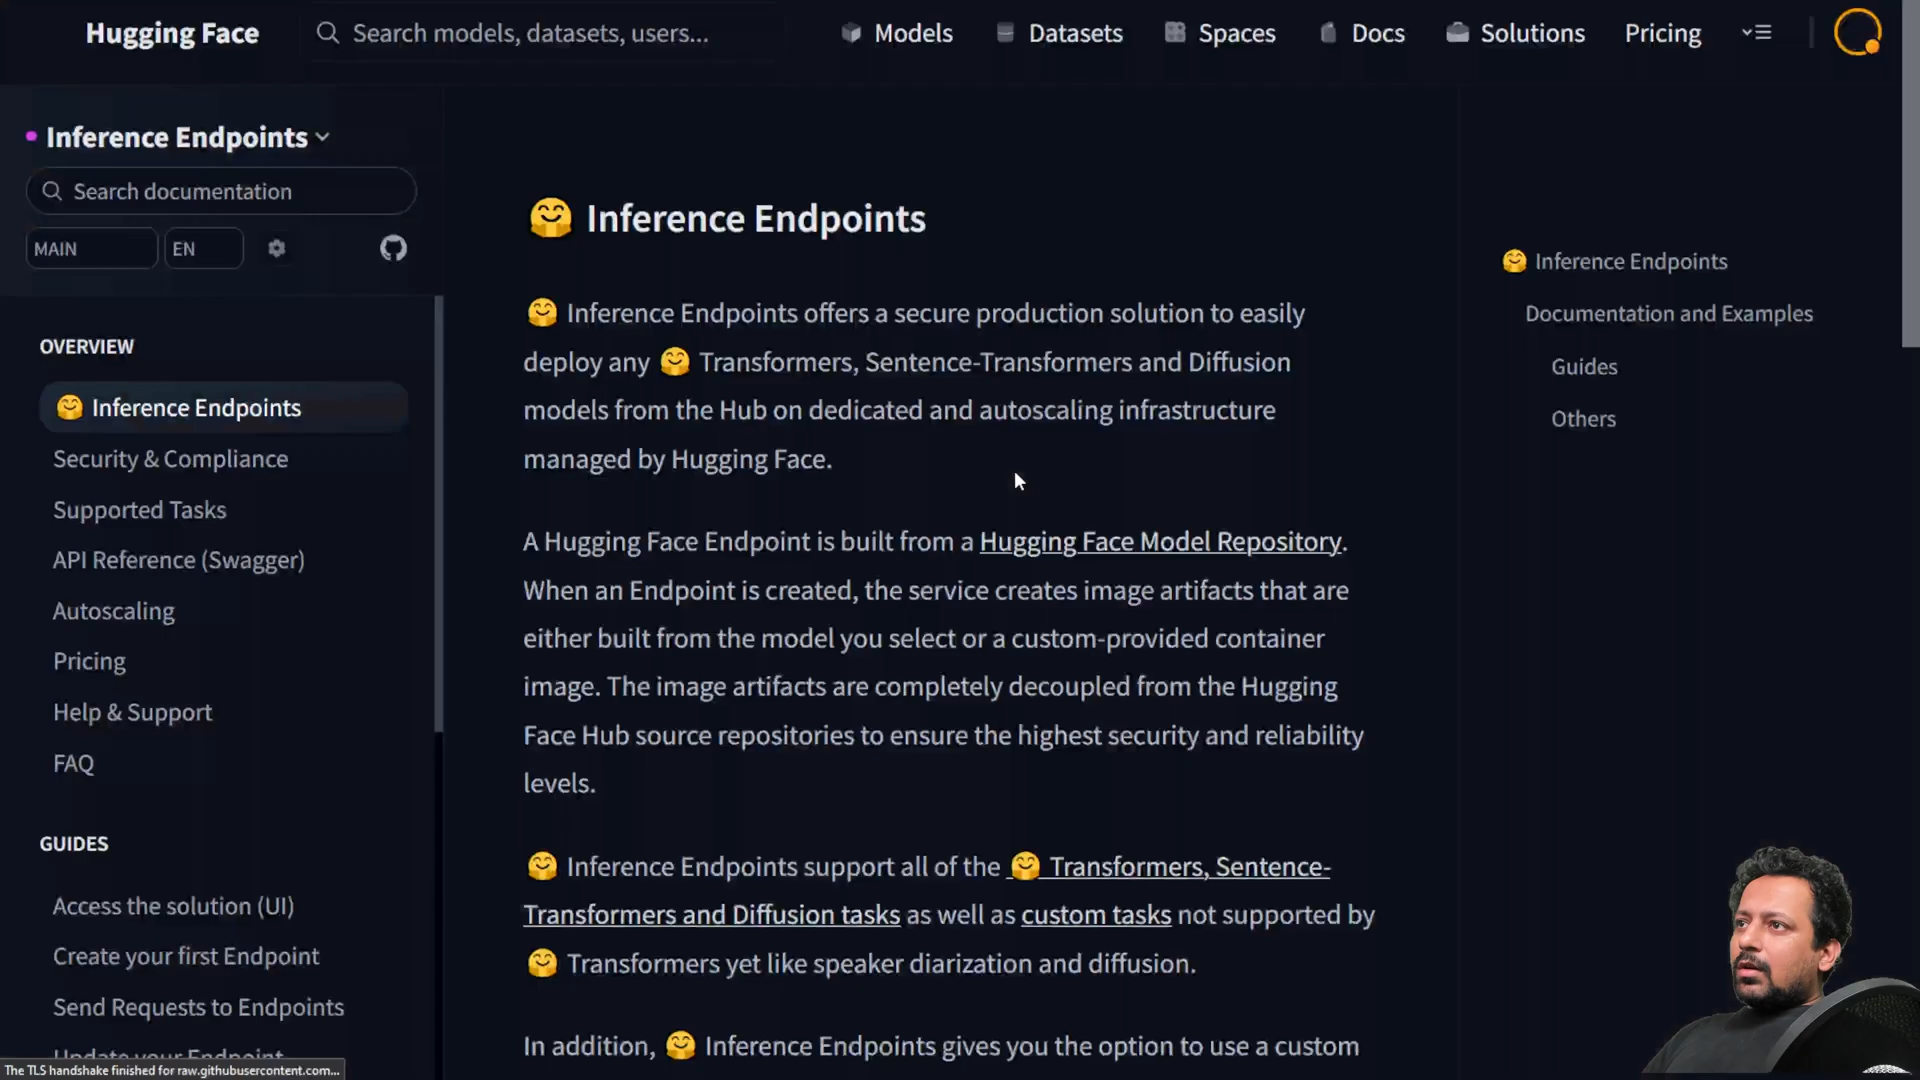 Hugging Face
Search models, datasets, users...
Models
Datasets
Spaces
Docs
Solutions
Pricing
Inference Endpoints
Search documentation
MAIN
EN
OVERVIEW
🤗 Inference Endpoints
Security & Compliance
Supported Tasks
API Reference (Swagger)
Autoscaling
Pricing
Help & Support
FAQ
GUIDES
Access the solution (UI)
Create your first Endpoint
Send Requests to Endpoints
Update your Endpoint
The TLS handshake finished for raw.githubusercontent.com...
🤗 Inference Endpoints
🤗 Inference Endpoints offers a secure production solution to easily
deploy any 🤗 Transformers, Sentence-Transformers and Diffusion
models from the Hub on dedicated and autoscaling infrastructure
managed by Hugging Face.
A Hugging Face Endpoint is built from a Hugging Face Model Repository.
When an Endpoint is created, the service creates image artifacts that are
either built from the model you select or a custom-provided container
image. The image artifacts are completely decoupled from the Hugging
Face Hub source repositories to ensure the highest security and reliability
levels.
🤗 Inference Endpoints support all of the 🤗 Transformers, Sentence-
Transformers and Diffusion tasks as well as custom tasks not supported by
🤗 Transformers yet like speaker diarization and diffusion.
In addition, 🤗 Inference Endpoints gives you the option to use a custom
🤗 Inference Endpoints
Documentation and Examples
Guides
Others